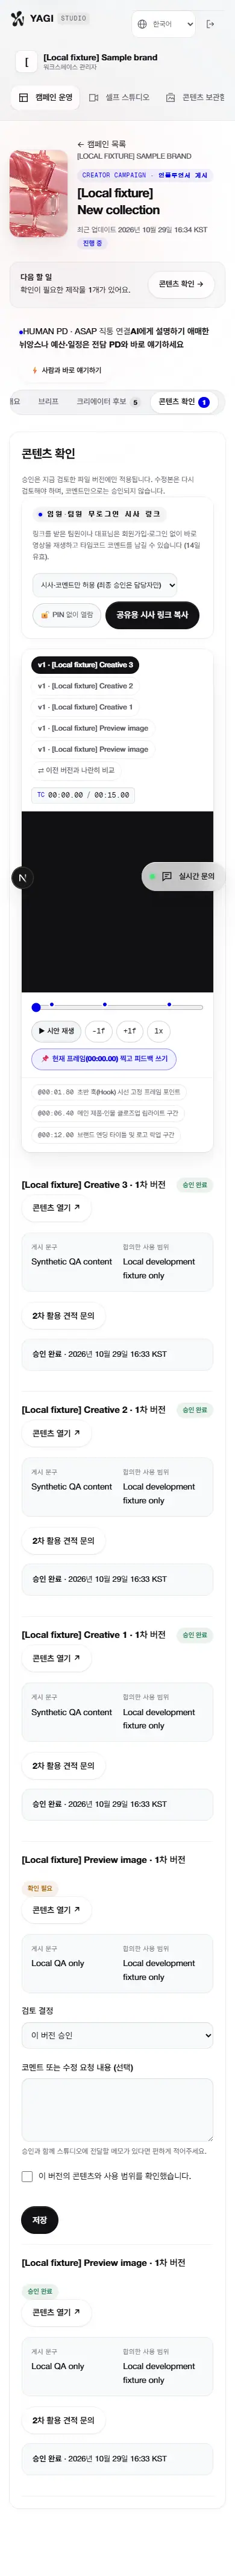 YAGI STUDIO
한국어
[
[Local fixture] Sample brand
워크스페이스 관리자
캠페인 운영
셀프 스튜디오
콘텐츠 보관함
← 캠페인 목록
[LOCAL FIXTURE] SAMPLE BRAND
CREATOR CAMPAIGN · 인플루언서 게시
[Local fixture]
New collection
최근 업데이트 2026년 10월 29일 16:34 KST
진행 중
다음 할 일
확인이 필요한 제작물 1개가 있어요.
콘텐츠 확인 →
HUMAN PD · ASAP 직통 연결AI에게 설명하기 애매한
뉘앙스나 예산·일정은 전담 PD와 바로 얘기하세요
사람과 바로 얘기하기
브리프
크리에이터 후보 5
콘텐츠 확인 1
콘텐츠 확인
승인은 지금 검토한 파일 버전에만 적용됩니다. 수정본은 다시
검토해야 하며, 코멘드만으로는 승인되지 않습니다.
임원·팀원 무로그인 시사 링크
링크를 받은 팀원이나 대표님은 회원가입·로그인 없이 바로
영상을 재생하고 타임코드 코멘트를 남길 수 있습니다 (14일
유효).
시사·코멘드만 허용 (최종 승인은 담당자만)
PIN 없이 열람
공유용 시사 링크 복사
v1 · [Local fixture] Creative 3
v1 · [Local fixture] Creative 2
v1 · [Local fixture] Creative 1
v1 · [Local fixture] Preview image
v1 · [Local fixture] Preview image
⇄ 이전 버전과 나란히 비교
TC 00:00.00 / 00:15.00
N
실시간 문의
▶ 시안 재생
-1f
+1f
1x
📌 현재 프레임(00:00.00) 찍고 피드백 쓰기
@00:01.80 초반 훅(Hook) 시선 고정 프레임 포인트
@00:06.40 메인 제품·인물 클로즈업 하이라이트 구간
@00:12.00 브랜드 엔딩 타이틀 및 로고 락업 구간
[Local fixture] Creative 3 · 1차 버전
승인 완료
콘텐츠 열기 ↗
게시 문구
합의한 사용 범위
Synthetic QA content
Local development
fixture only
2차 활용 견적 문의
승인 완료 · 2026년 10월 29일 16:33 KST
[Local fixture] Creative 2 · 1차 버전
승인 완료
콘텐츠 열기 ↗
게시 문구
합의한 사용 범위
Synthetic QA content
Local development
fixture only
2차 활용 견적 문의
승인 완료 · 2026년 10월 29일 16:33 KST
[Local fixture] Creative 1 · 1차 버전
승인 완료
콘텐츠 열기 ↗
게시 문구
합의한 사용 범위
Synthetic QA content
Local development
fixture only
2차 활용 견적 문의
승인 완료 · 2026년 10월 29일 16:33 KST
[Local fixture] Preview image · 1차 버전
확인 필요
콘텐츠 열기 ↗
게시 문구
합의한 사용 범위
Local QA only
Local development
fixture only
검토 결정
이 버전 승인
코멘트 또는 수정 요청 내용 (선택)
승인과 함께 스튜디오에 전달할 메모가 있다면 편하게 적어주세요.
이 버전의 콘텐츠와 사용 범위를 확인했습니다.
저장
[Local fixture] Preview image · 1차 버전
승인 완료
콘텐츠 열기 ↗
게시 문구
합의한 사용 범위
Local QA only
Local development
fixture only
2차 활용 견적 문의
승인 완료 · 2026년 10월 29일 16:33 KST